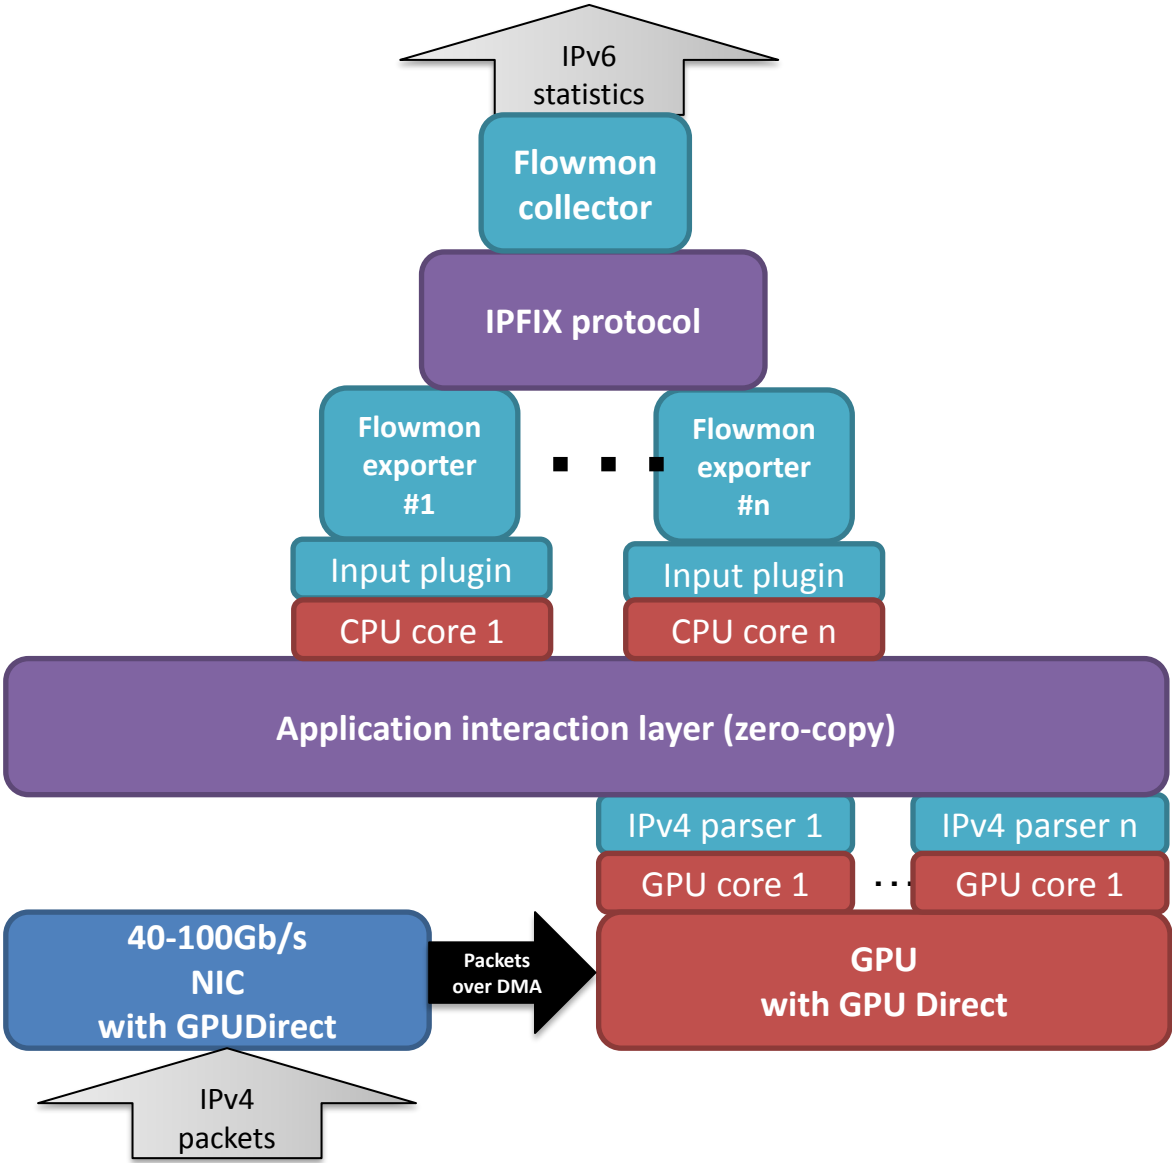 IPv6
statistics
Flowmon
collector
IPFIX protocol
Flowmon
exporter
#1
. . .
Flowmon
exporter
#n
Input plugin
Input plugin
CPU core 1
CPU core n
Application interaction layer (zero-copy)
IPv4 parser 1
IPv4 parser n
GPU core 1
...
GPU core 1
40-100Gb/s
NIC
with GPUDirect
Packets
over DMA
GPU
with GPU Direct
IPv4
packets